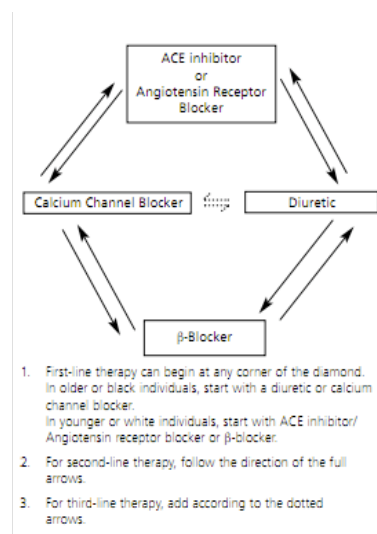 ACE inhibitor
or
Angiotensin Receptor
Blocker
Calcium Channel Blocker
Diuretic
β-Blocker
1. First-line therapy can begin at any corner of the diamond.
In older or black individuals, start with a diuretic or calcium
channel blocker.
In younger or white individuals, start with ACE inhibitor/
Angiotensin receptor blocker or β-blocker.
2. For second-line therapy, follow the direction of the full
arrows.
3. For third-line therapy, add according to the dotted
arrows.